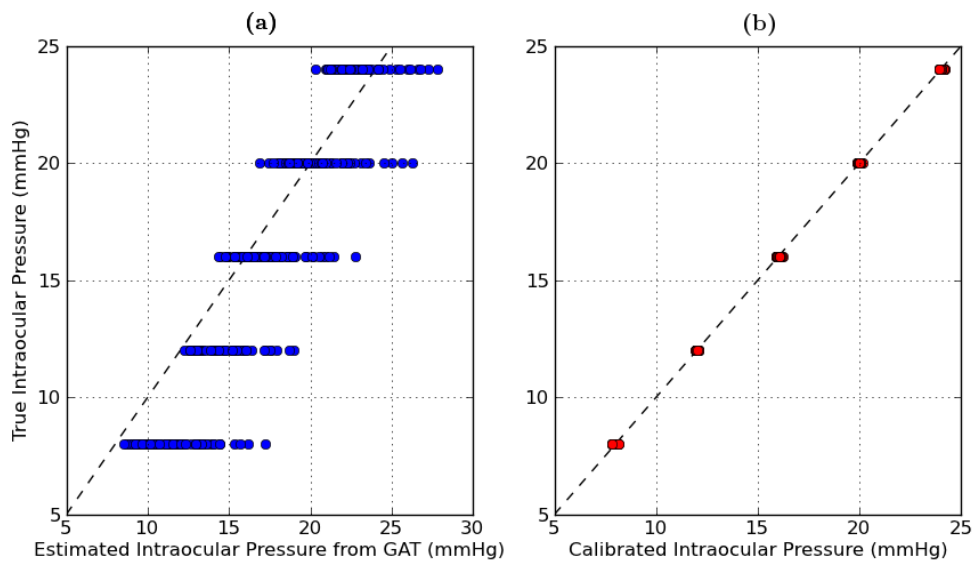 (a)
(b)
True Intraocular Pressure (mmHg)
25
20
15
10
5
5 10 15 20 25 30
Estimated Intraocular Pressure from GAT (mmHg)
25
20
15
10
5
5 10 15 20 25
Calibrated Intraocular Pressure (mmHg)